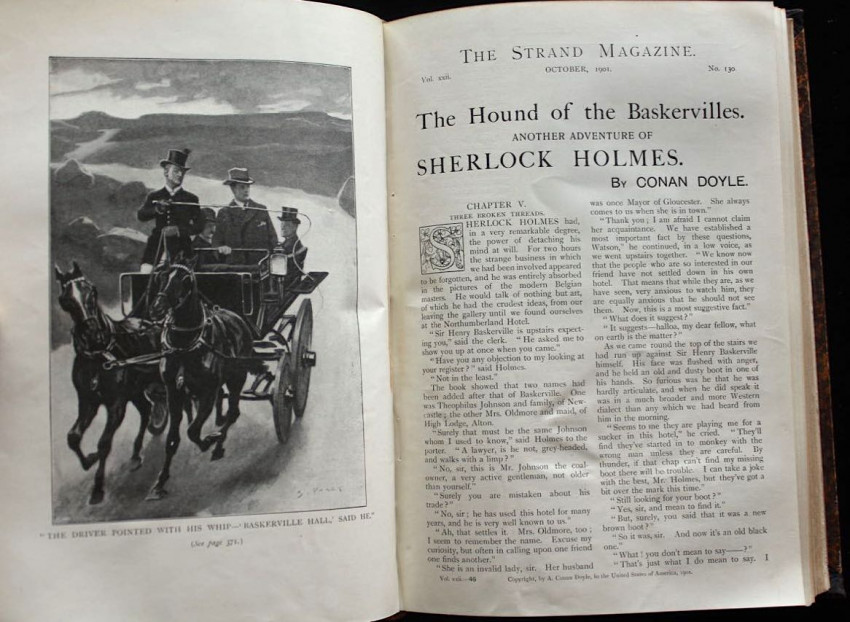 "THE DRIVER POINTED WITH HIS WHIP—'BASKERVILLE HALL,' SAID HE."
(See page 371.)
THE STRAND MAGAZINE.
Vol. xxii.
OCTOBER, 1901.
No. 130
The Hound of the Baskervilles.
ANOTHER ADVENTURE OF
SHERLOCK HOLMES.
BY CONAN DOYLE.
CHAPTER V.
THREE BROKEN THREADS.
SHERLOCK HOLMES had,
in a very remarkable degree,
the power of detaching his
mind at will. For two hours
the strange business in which
we had been involved appeared
to be forgotten, and he was entirely absorbed
in the pictures of the modern Belgian
masters. He would talk of nothing but art,
of which he had the crudest ideas, from our
leaving the gallery until we found ourselves
at the Northumberland Hotel.
"Sir Henry Baskerville is upstairs expect-
ing you," said the clerk. "He asked me to
show you up at once when you came."
"Have you any objection to my looking at
your register?" said Holmes.
"Not in the least."
The book showed that two names had
been added after that of Baskerville. One
was Theophilus Johnson and family, of New-
castle; the other Mrs. Oldmore and maid, of
High Lodge, Alton.
"Surely that must be the same Johnson
whom I used to know," said Holmes to the
porter. "A lawyer, is he not, grey-headed,
and walks with a limp?"
"No, sir, this is Mr. Johnson the coal-
owner, a very active gentleman, not older
than yourself."
"Surely you are mistaken about his
trade?"
"No, sir; he has used this hotel for many
years, and he is very well known to us."
"Ah, that settles it. Mrs. Oldmore, too;
I seem to remember the name. Excuse my
curiosity, but often in calling upon one friend
one finds another."
"She is an invalid lady, sir. Her husband
was once Mayor of Gloucester. She always
comes to us when she is in town."
"Thank you; I am afraid I cannot claim
her acquaintance. We have established a
most important fact by these questions,
Watson," he continued, in a low voice, as
we went upstairs together. "We know now
that the people who are so interested in our
friend have not settled down in his own
hotel. That means that while they are, as we
have seen, very anxious to watch him, they
are equally anxious that he should not see
them. Now, this is a most suggestive fact."
"What does it suggest?"
"It suggests—halloa, my dear fellow, what
on earth is the matter?"
As we came round the top of the stairs we
had run up against Sir Henry Baskerville
himself. His face was flushed with anger,
and he held an old and dusty boot in one of
his hands. So furious was he that he was
hardly articulate, and when he did speak it
was in a much broader and more Western
dialect than any which we had heard from
him in the morning.
"Seems to me they are playing me for a
sucker in this hotel," he cried. "They'll
find they've started in to monkey with the
wrong man unless they are careful. By
thunder, if that chap can't find my missing
boot there will be trouble. I can take a joke
with the best, Mr. Holmes, but they've got a
bit over the mark this time."
"Still looking for your boot?"
"Yes, sir, and mean to find it."
"But, surely, you said that it was a new
brown boot?"
"So it was, sir. And now it's an old black
one."
"What! you don't mean to say——?"
"That's just what I do mean to say. I
Vol. xxii.—46
Copyright, by A. Conan Doyle, in the United States of America, 1901.